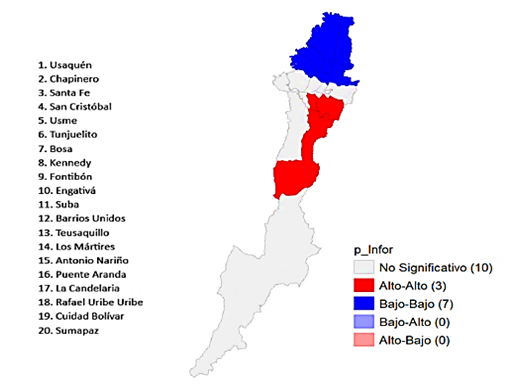 1. Usaquén
2. Chapinero
3. Santa Fe
4. San Cristóbal
5. Usme
6. Tunjuelito
7. Bosa
8. Kennedy
9. Fontibón
10. Engativá
11. Suba
12. Barrios Unidos
13. Teusaquillo
14. Los Mártires
15. Antonio Nariño
16. Puente Aranda
17. La Candelaria
18. Rafael Uribe Uribe
19. Cuidad Bolívar
20. Sumapaz
p_Infor
No Significativo (10)
Alto-Alto (3)
Bajo-Bajo (7)
Bajo-Alto (0)
Alto-Bajo (0)